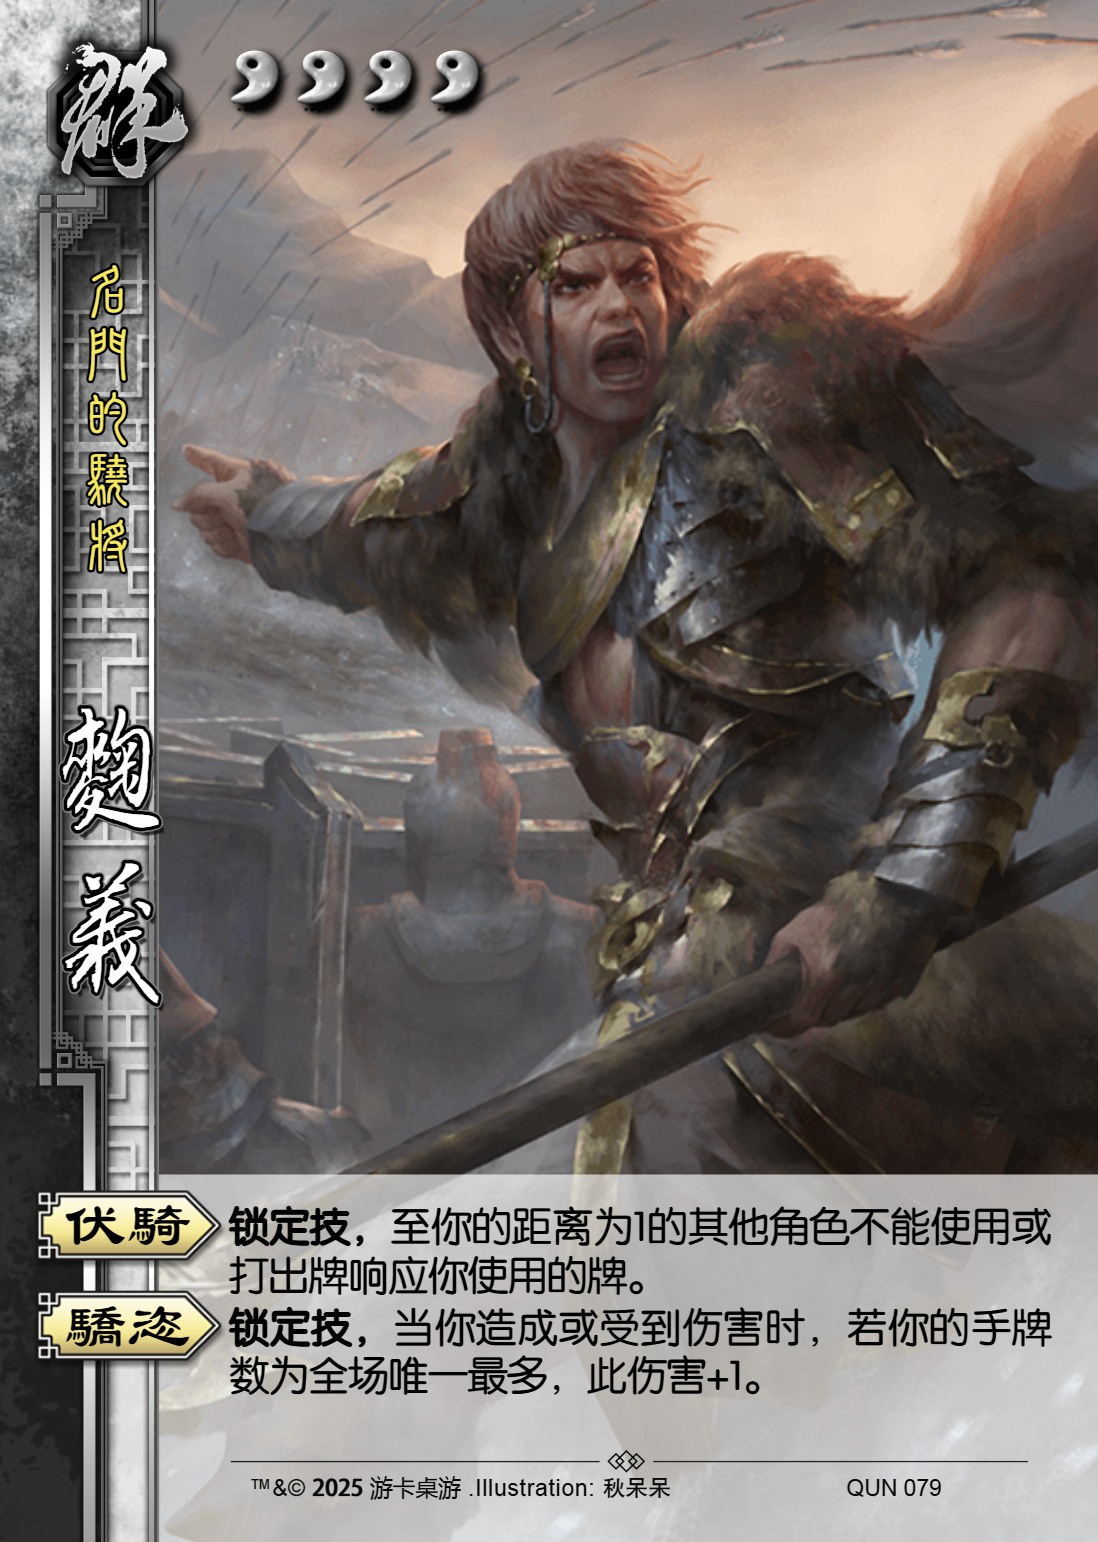 群
名門的驍將
麴義
伏騎
锁定技，至你的距离为1的其他角色不能使用或
打出牌响应你使用的牌。
驕恣
锁定技，当你造成或受到伤害时，若你的手牌
数为全场唯一最多，此伤害+1。
™&© 2025 游卡桌游 .Illustration: 秋呆呆
QUN 079